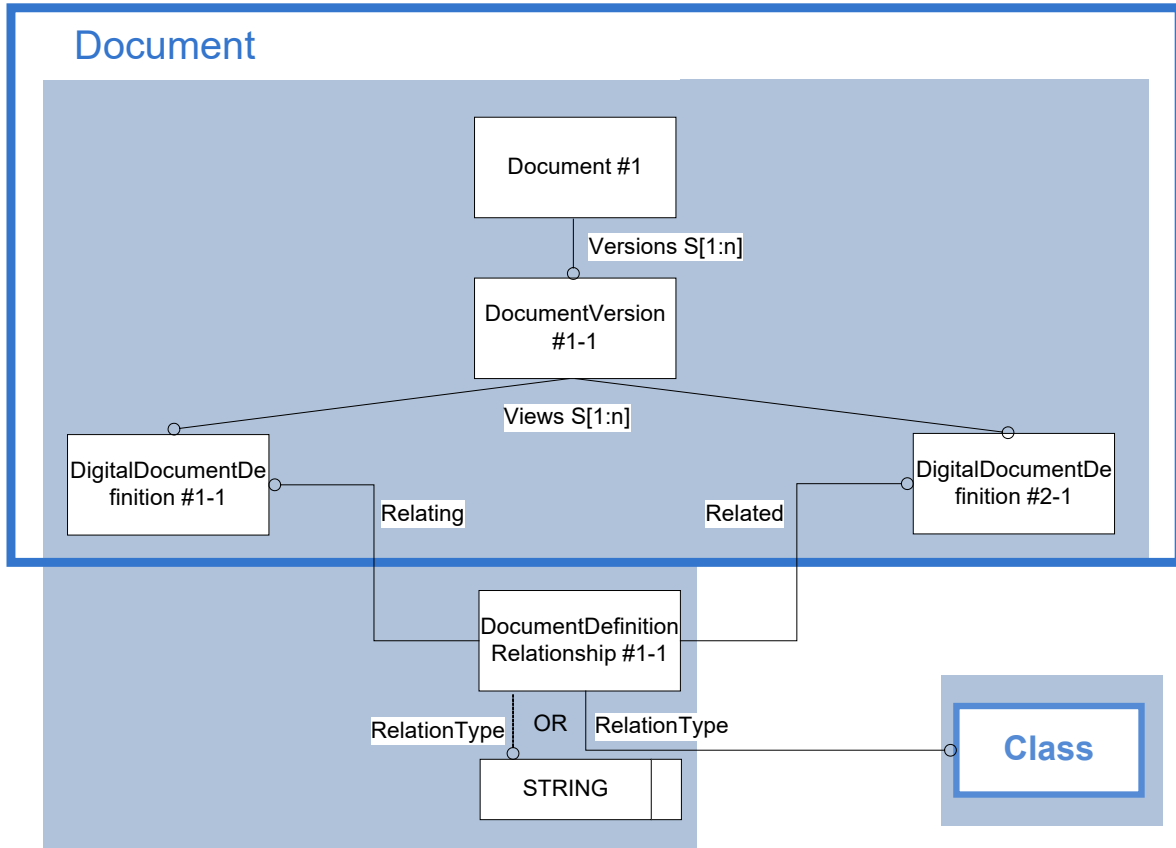 Document
Document #1
Versions S[1:n]
DocumentVersion
#1-1
Views S[1:n]
DigitalDocumentDe
finition #1-1
DigitalDocumentDe
finition #2-1
Relating
Related
DocumentDefinition
Relationship #1-1
RelationType
OR
RelationType
STRING
Class